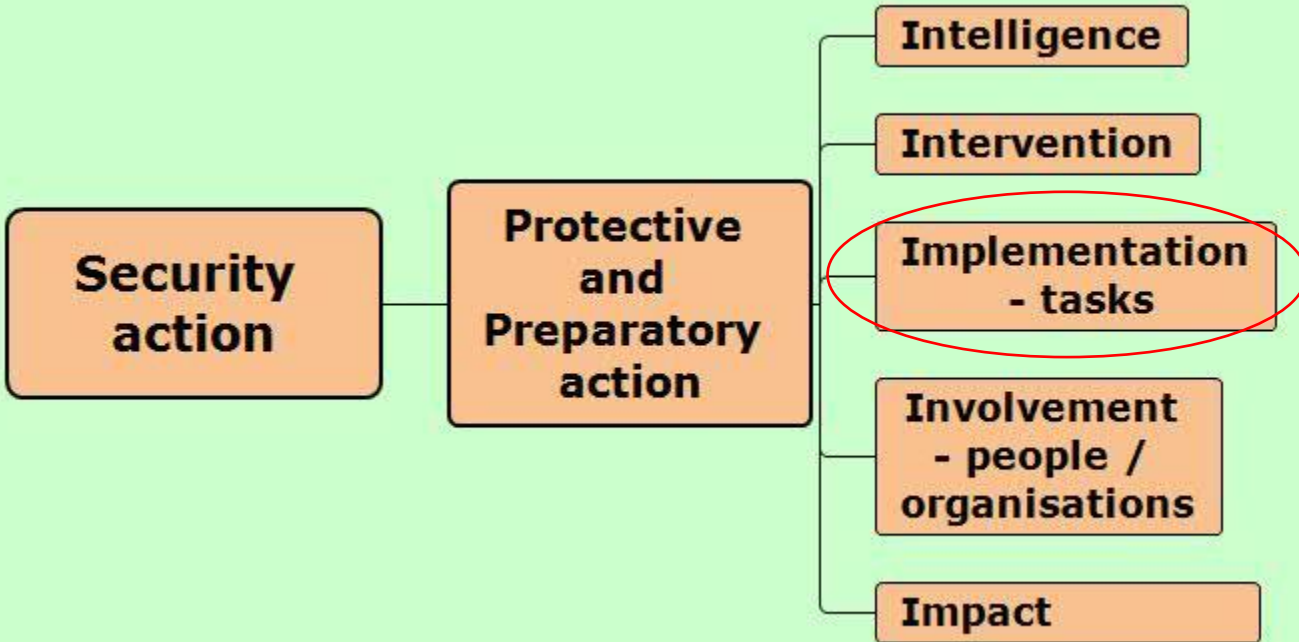 Security
action
Protective
and
Preparatory
action
Intelligence
Intervention
Implementation
- tasks
Involvement
- people /
organisations
Impact